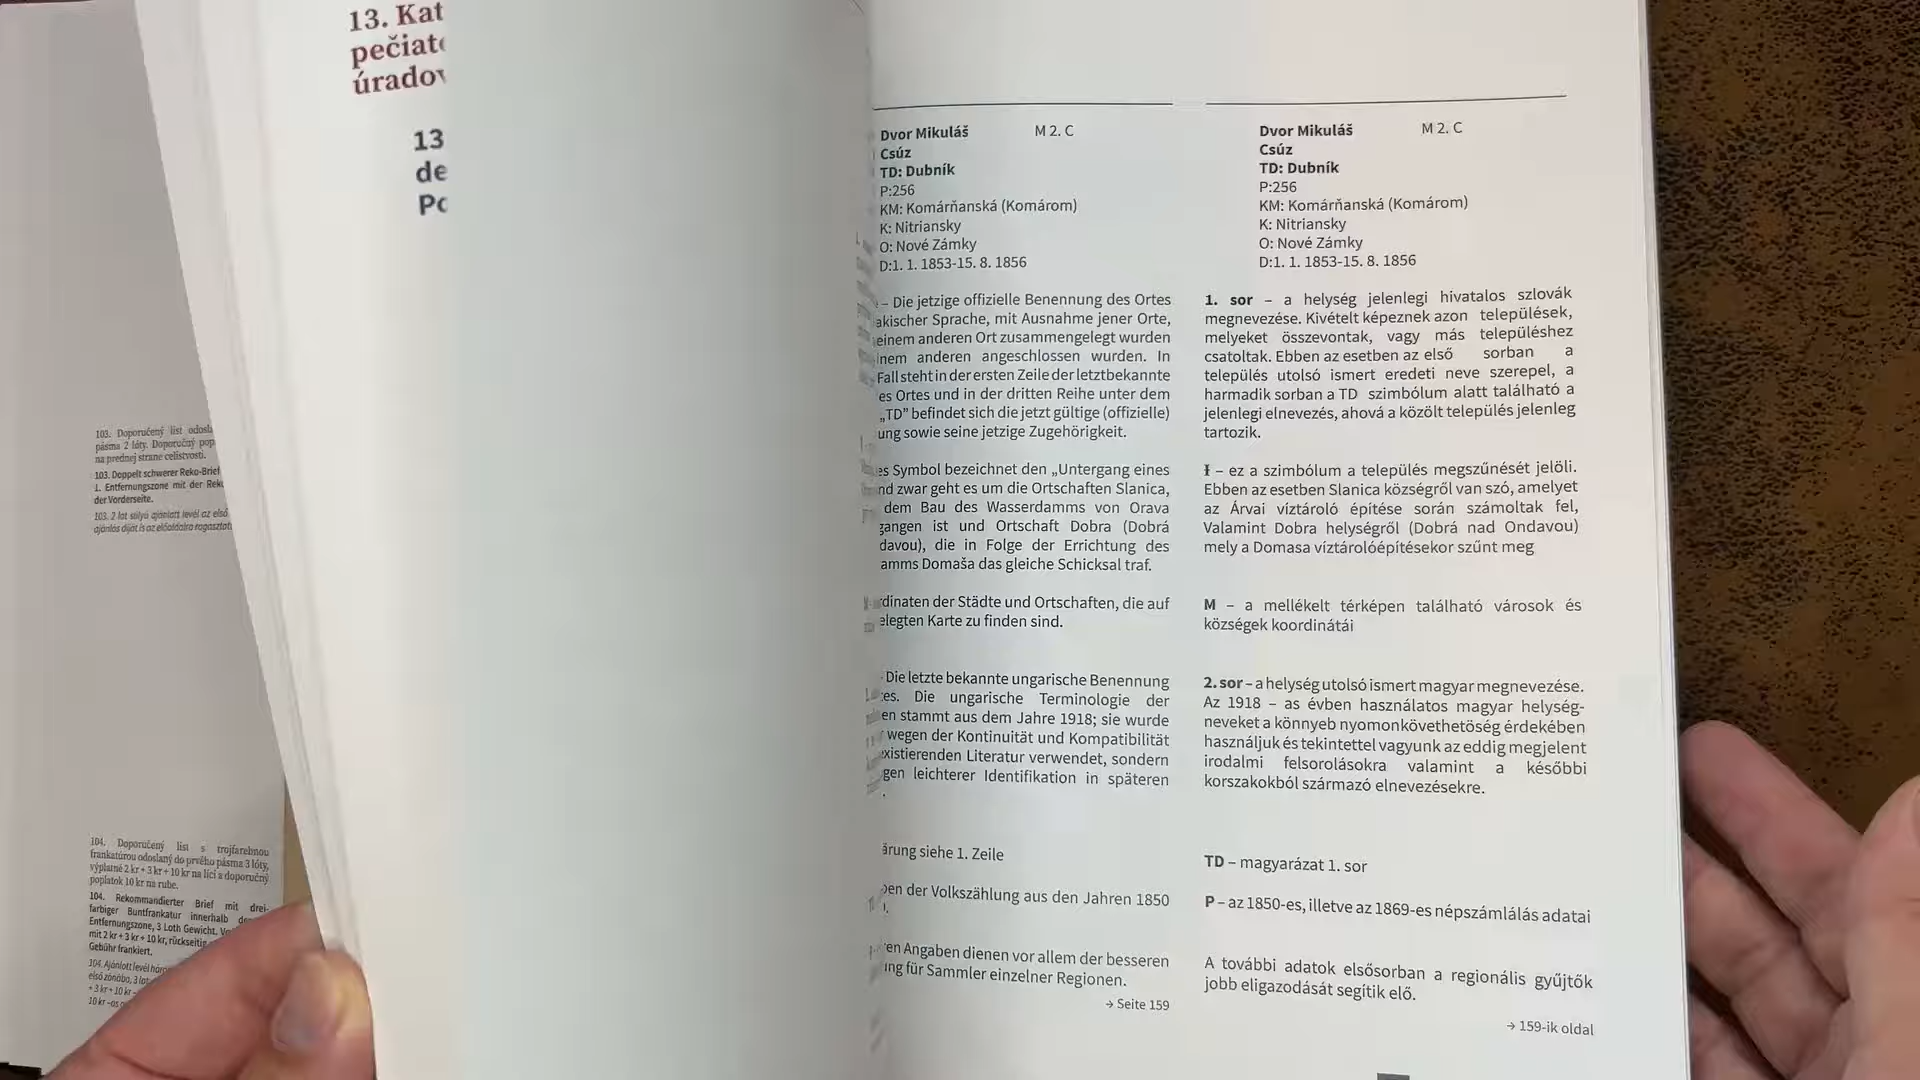 13. Kat
pečiat
úradov
13
de
103. Doporučený list
pásma 2 lóty. Doporučný
na prednej strane celistvosti.
103. Doppelt schwerer Reko-Brief
1. Entfernungszone mit der
der Vorderseite.
103. 2 lat súlyú ajánlott levél az első
ajánlás díját is az előoldalra
104. Doporučený list s trojfarebnou
frankatúrou odoslaný do prvého pásma 3 lóty,
výplatné 2 kr + 3 kr + 10 kr na líci a doporučný
poplatok 10 kr na rube.
104. Rekommandierter Brief mit drei-
farbiger Buntfrankatur innerhalb
Entfernungszone, 3 Loth Gewicht.
mit 2 kr + 3 kr + 10 kr, rückseitig
Gebühr frankiert.
104. Ajánlott levél
első zónába,
+ 3 kr + 10 kr
10 kr -os
Dvor Mikuláš M 2. C
Csúz
TD: Dubník
P:256
KM: Komárňanská (Komárom)
K: Nitriansky
O: Nové Zámky
D:1. 1. 1853-15. 8. 1856
– Die jetzige offizielle Benennung des Ortes
akischer Sprache, mit Ausnahme jener Orte,
einem anderen Ort zusammengelegt wurden
inem anderen angeschlossen wurden. In
Fall steht in der ersten Zeile der letztbekannte
es Ortes und in der dritten Reihe unter dem
„TD” befindet sich die jetzt gültige (offizielle)
ung sowie seine jetzige Zugehörigkeit.
es Symbol bezeichnet den „Untergang eines
nd zwar geht es um die Ortschaften Slanica,
dem Bau des Wasserdamms von Orava
gangen ist und Ortschaft Dobra (Dobrá
davou), die in Folge der Errichtung des
amms Domaša das gleiche Schicksal traf.
rdinaten der Städte und Ortschaften, die auf
elegten Karte zu finden sind.
Die letzte bekannte ungarische Benennung
es. Die ungarische Terminologie der
en stammt aus dem Jahre 1918; sie wurde
wegen der Kontinuität und Kompatibilität
xistierenden Literatur verwendet, sondern
gen leichterer Identifikation in späteren
ärung siehe 1. Zeile
ben der Volkszählung aus den Jahren 1850
ren Angaben dienen vor allem der besseren
ung für Sammler einzelner Regionen.
→ Seite 159
Dvor Mikuláš M 2. C
Csúz
TD: Dubník
P:256
KM: Komárňanská (Komárom)
K: Nitriansky
O: Nové Zámky
D:1. 1. 1853-15. 8. 1856
1. sor – a helység jelenlegi hivatalos szlovák
megnevezése. Kivételt képeznek azon települések,
melyeket összevontak, vagy más településhez
csatoltak. Ebben az esetben az első sorban a
település utolsó ismert eredeti neve szerepel, a
harmadik sorban a TD szimbólum alatt található a
jelenlegi elnevezés, ahová a közölt település jelenleg
tartozik.
ƚ – ez a szimbólum a település megszűnését jelöli.
Ebben az esetben Slanica községről van szó, amelyet
az Árvai víztároló építése során számoltak fel,
Valamint Dobra helységről (Dobrá nad Ondavou)
mely a Domasa víztárolóépítésekor szűnt meg
M – a mellékelt térképen található városok és
községek koordinátái
2. sor – a helység utolsó ismert magyar megnevezése.
Az 1918 – as évben használatos magyar helység-
neveket a könnyeb nyomonkövethetöség érdekében
használjuk és tekintettel vagyunk az eddig megjelent
irodalmi felsorolásokra valamint a későbbi
korszakokból származó elnevezésekre.
TD – magyarázat 1. sor
P – az 1850-es, illetve az 1869-es népszámlálás adatai
A további adatok elsősorban a regionális gyűjtők
jobb eligazodását segítik elő.
→ 159-ik oldal